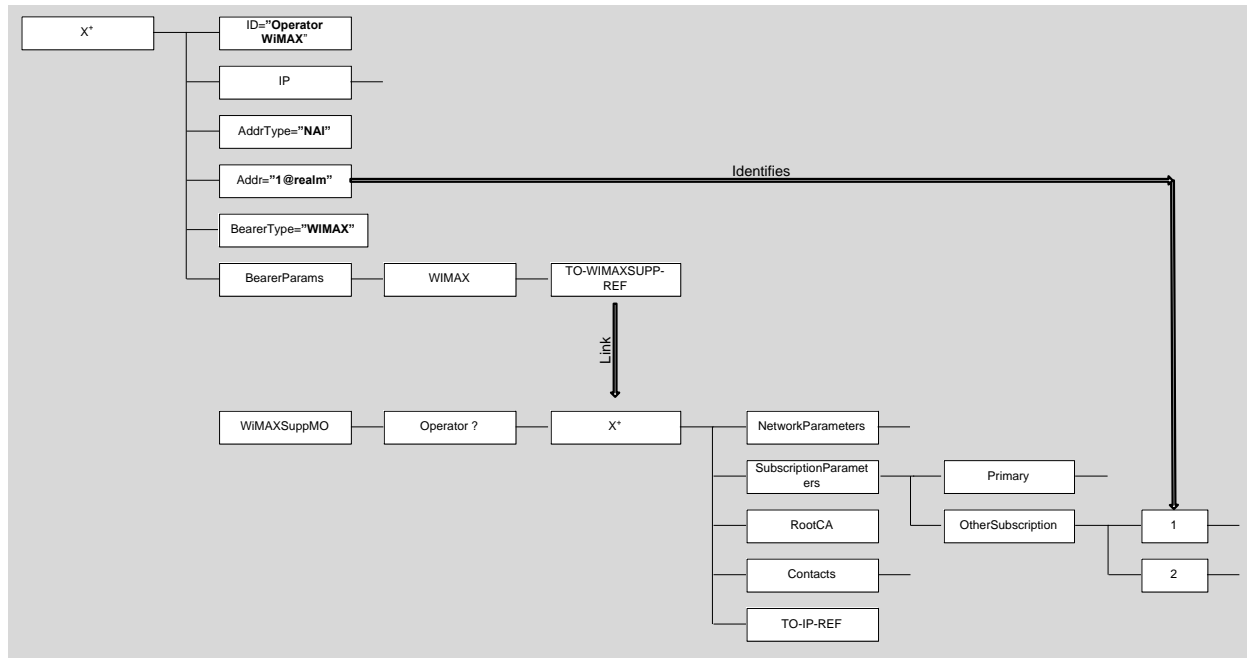 X+
ID="Operator
WiMAX"
IP
AddrType="NAI"
Addr="1@realm"
Identifies
BearerType="WIMAX"
BearerParams
WIMAX
TO-WIMAXSUPP-
REF
Link
WiMAXSuppMO
Operator ?
X+
NetworkParameters
SubscriptionParamet
ers
Primary
RootCA
OtherSubscription
1
Contacts
2
TO-IP-REF